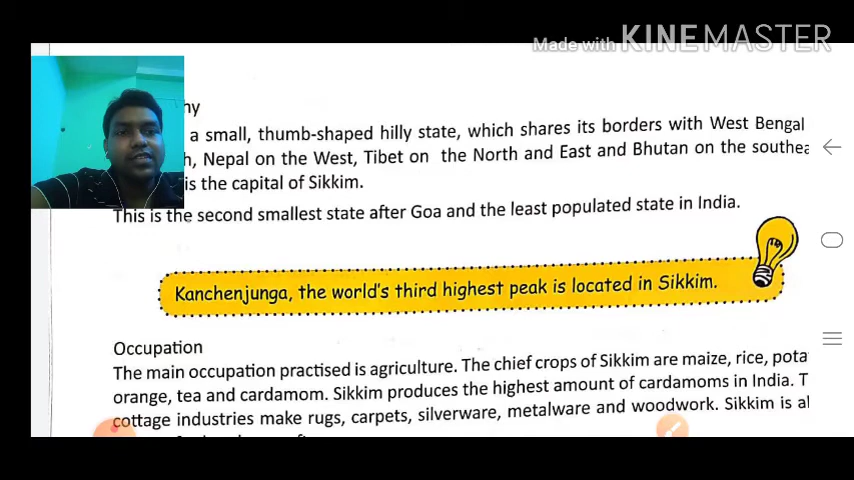 Made with KINEMASTER
ny
a small, thumb-shaped hilly state, which shares its borders with West Bengal
h, Nepal on the West, Tibet on the North and East and Bhutan on the southea
is the capital of Sikkim.
This is the second smallest state after Goa and the least populated state in India.
Kanchenjunga, the world's third highest peak is located in Sikkim.
Occupation
The main occupation practised is agriculture. The chief crops of Sikkim are maize, rice, pota
orange, tea and cardamom. Sikkim produces the highest amount of cardamoms in India. T
cottage industries make rugs, carpets, silverware, metalware and woodwork. Sikkim is al